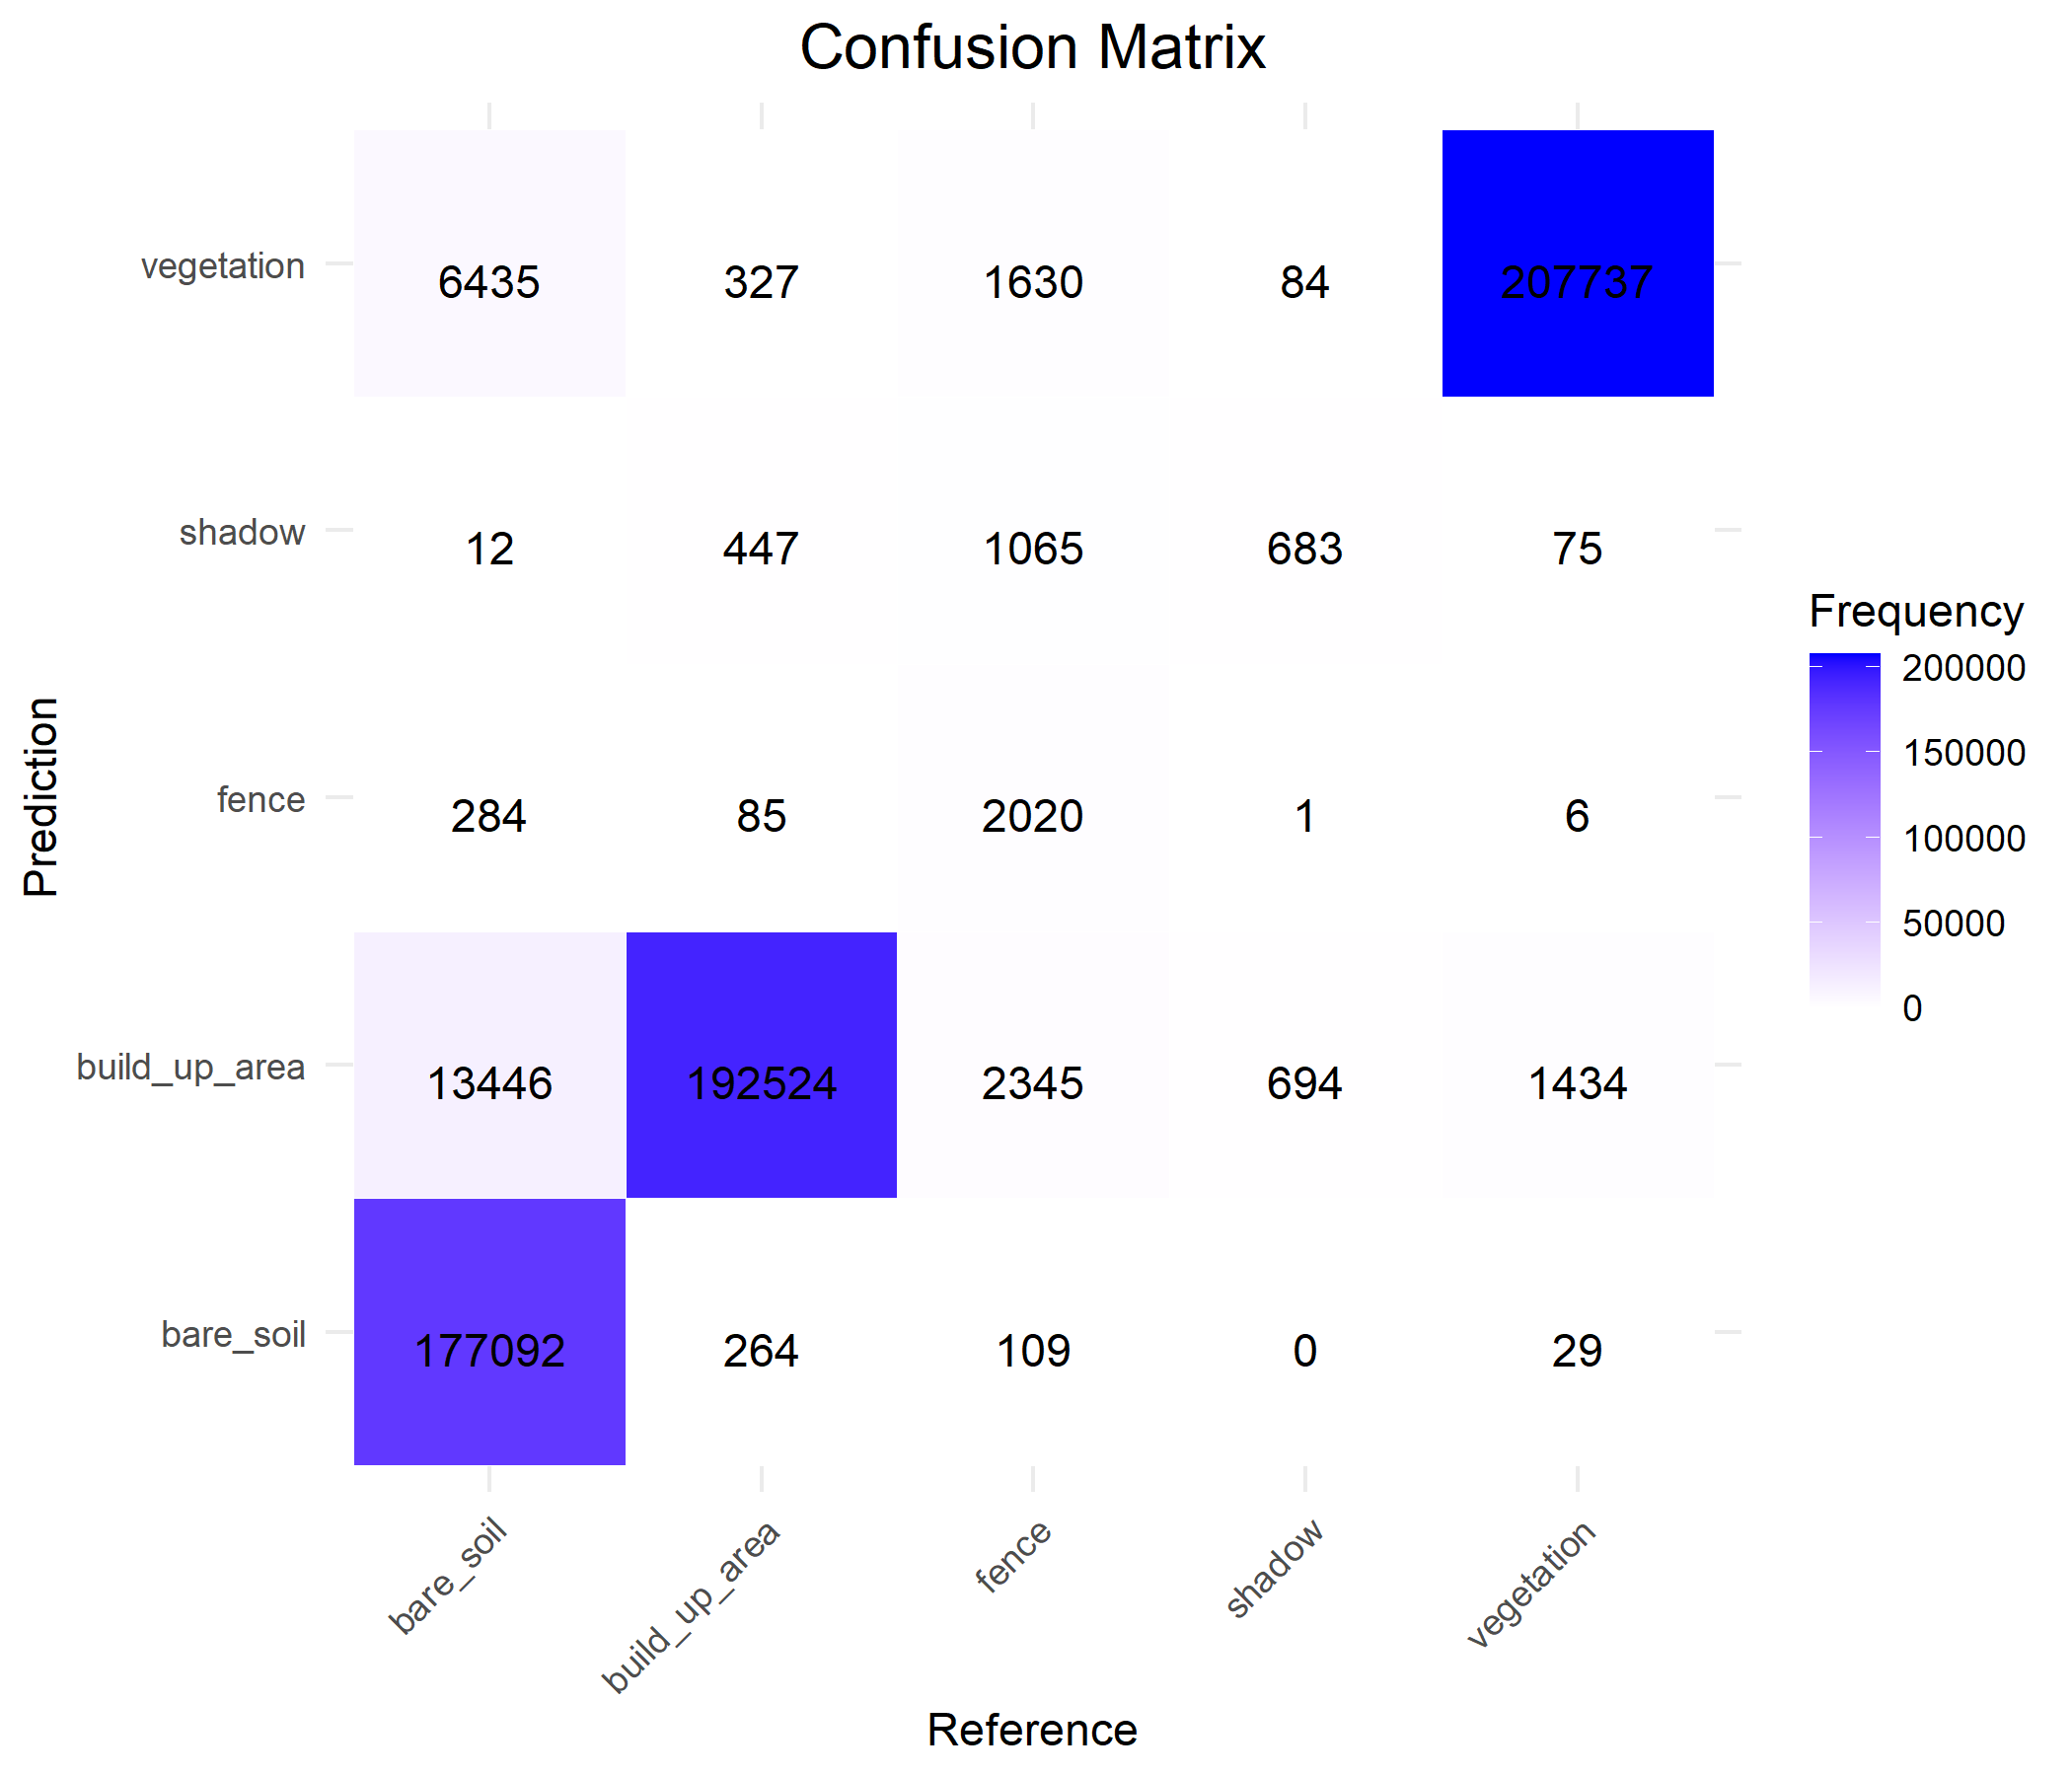 Confusion Matrix
vegetation 6435 327 1630 84 207737
shadow 12 447 1065 683 75
fence 284 85 2020 1 6
build_up_area 13446 192524 2345 694 1434
bare_soil 177092 264 109 0 29
bare_soil build_up_area fence shadow vegetation
Reference
Prediction
Frequency
200000
150000
100000
50000
0